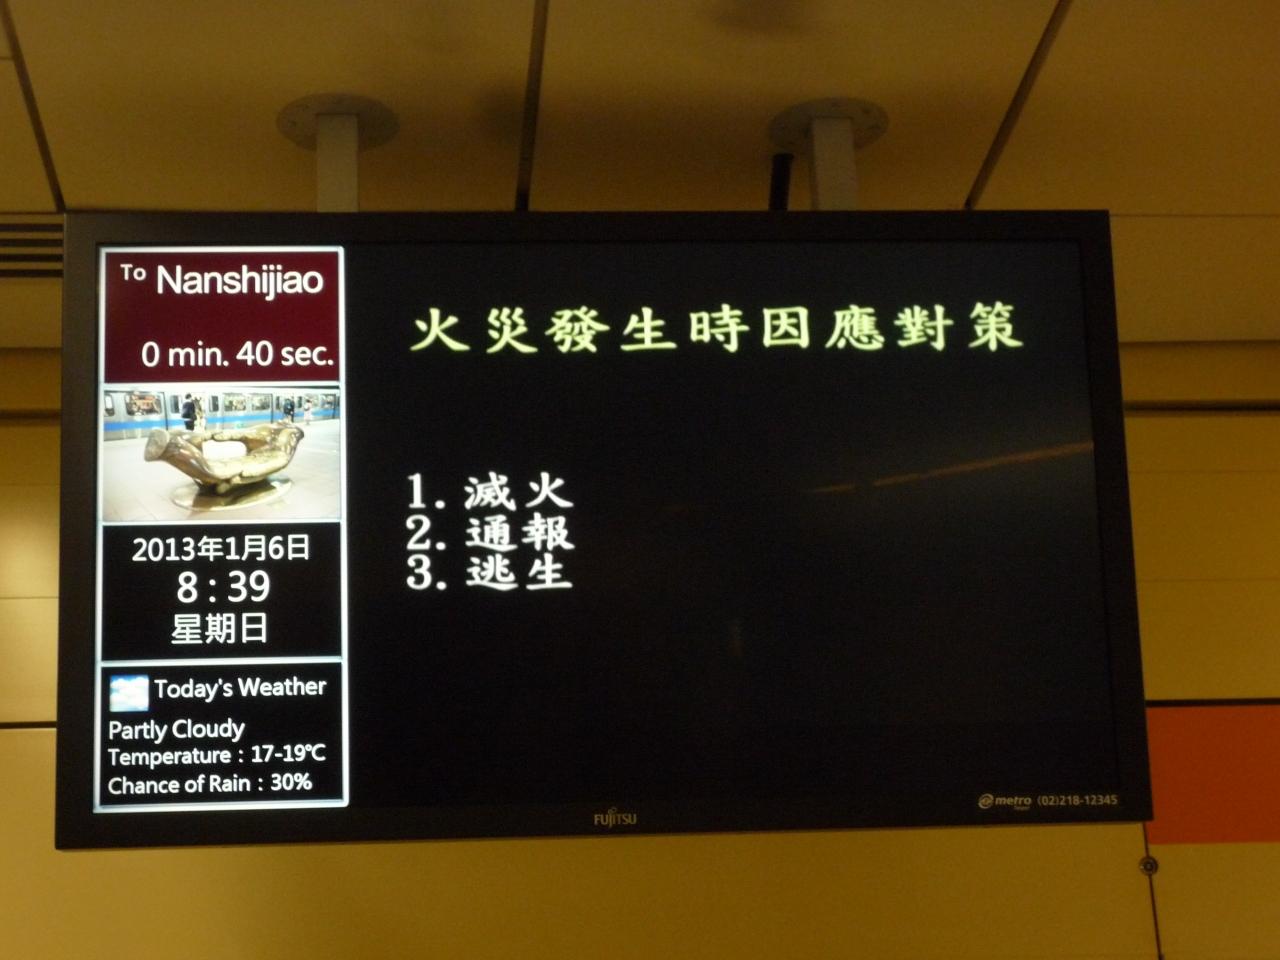 To Nanshijiao
0 min. 40 sec.
2013年1月6日
8:39
星期日
Today's Weather
Partly Cloudy
Temperature : 17-19℃
Chance of Rain : 30%
火災發生時因應對策
1. 滅火
2. 通報
3. 逃生
FUJITSU
metro (02)218-12345